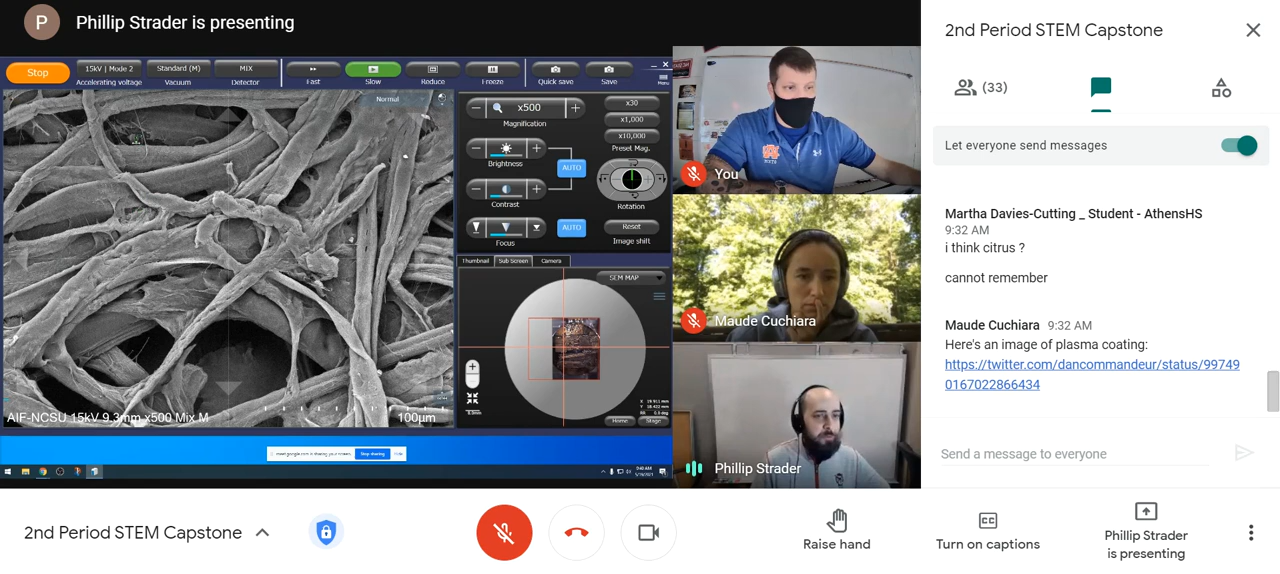 P
Phillip Strader is presenting
Stop
15kV | Mode 2
Accelerating voltage
Standard (M)
Vacuum
MIX
Detector
Fast
Slow
Reduce
Freeze
Quick save
Save
Menu
Normal
x500
Magnification
x30
x1,000
x10,000
Preset Mag.
Brightness
AUTO
Contrast
Rotation
AUTO
Focus
Reset
Image shift
Thumbnail
Sub Screen
Camera
SEM MAP
Home
Stage
AIF-NCSU 15kV 9.3mm x500 Mix M
100μm
Stop sharing
Hide
You
Maude Cuchiara
Phillip Strader
2nd Period STEM Capstone
(33)
Let everyone send messages
Martha Davies-Cutting _ Student - AthensHS
9:32 AM
i think citrus ?
cannot remember
Maude Cuchiara 9:32 AM
Here's an image of plasma coating:
https://twitter.com/dancommandeur/status/99749
0167022866434
Send a message to everyone
2nd Period STEM Capstone
Raise hand
CC
Turn on captions
Phillip Strader
is presenting